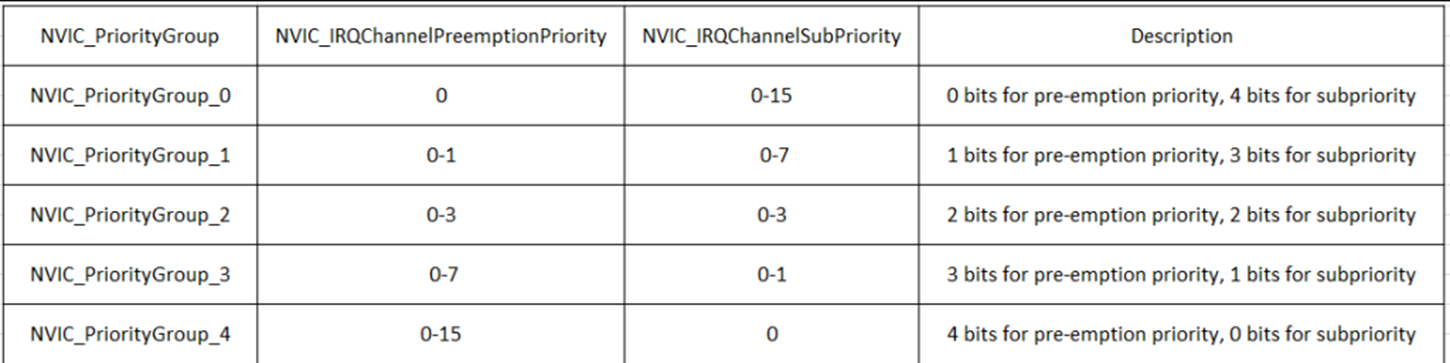 NVIC_PriorityGroup NVIC_IRQChannelPreemptionPriority NVIC_IRQChannelSubPriority Description
NVIC_PriorityGroup_0 0 0-15 0 bits for pre-emption priority, 4 bits for subpriority
NVIC_PriorityGroup_1 0-1 0-7 1 bits for pre-emption priority, 3 bits for subpriority
NVIC_PriorityGroup_2 0-3 0-3 2 bits for pre-emption priority, 2 bits for subpriority
NVIC_PriorityGroup_3 0-7 0-1 3 bits for pre-emption priority, 1 bits for subpriority
NVIC_PriorityGroup_4 0-15 0 4 bits for pre-emption priority, 0 bits for subpriority